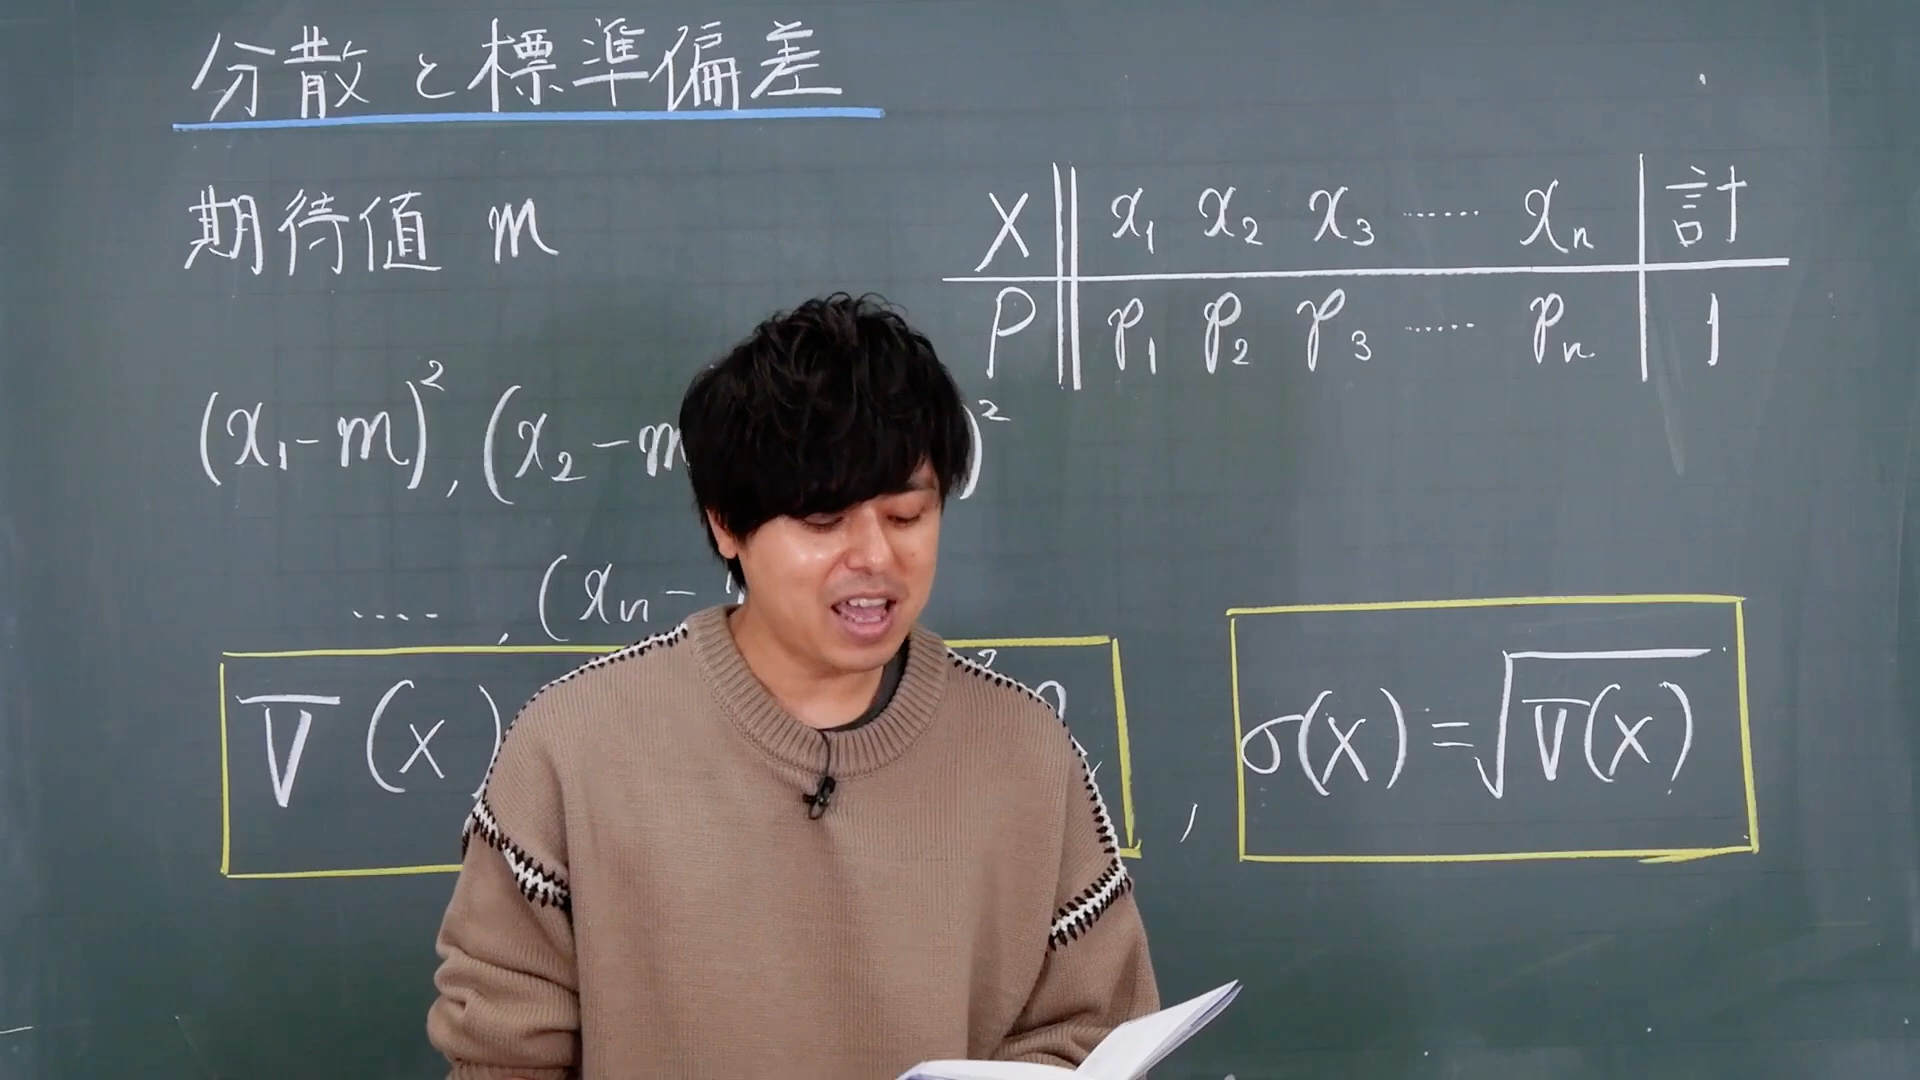 分散と標準偏差
期待値 m
X x₁ x₂ x₃ …… xₙ 計
P p₁ p₂ p₃ …… pₙ 1
(x₁-m)², (x₂-m )²
…. , (xₙ-
V(X)
, σ(X)=√V(X)